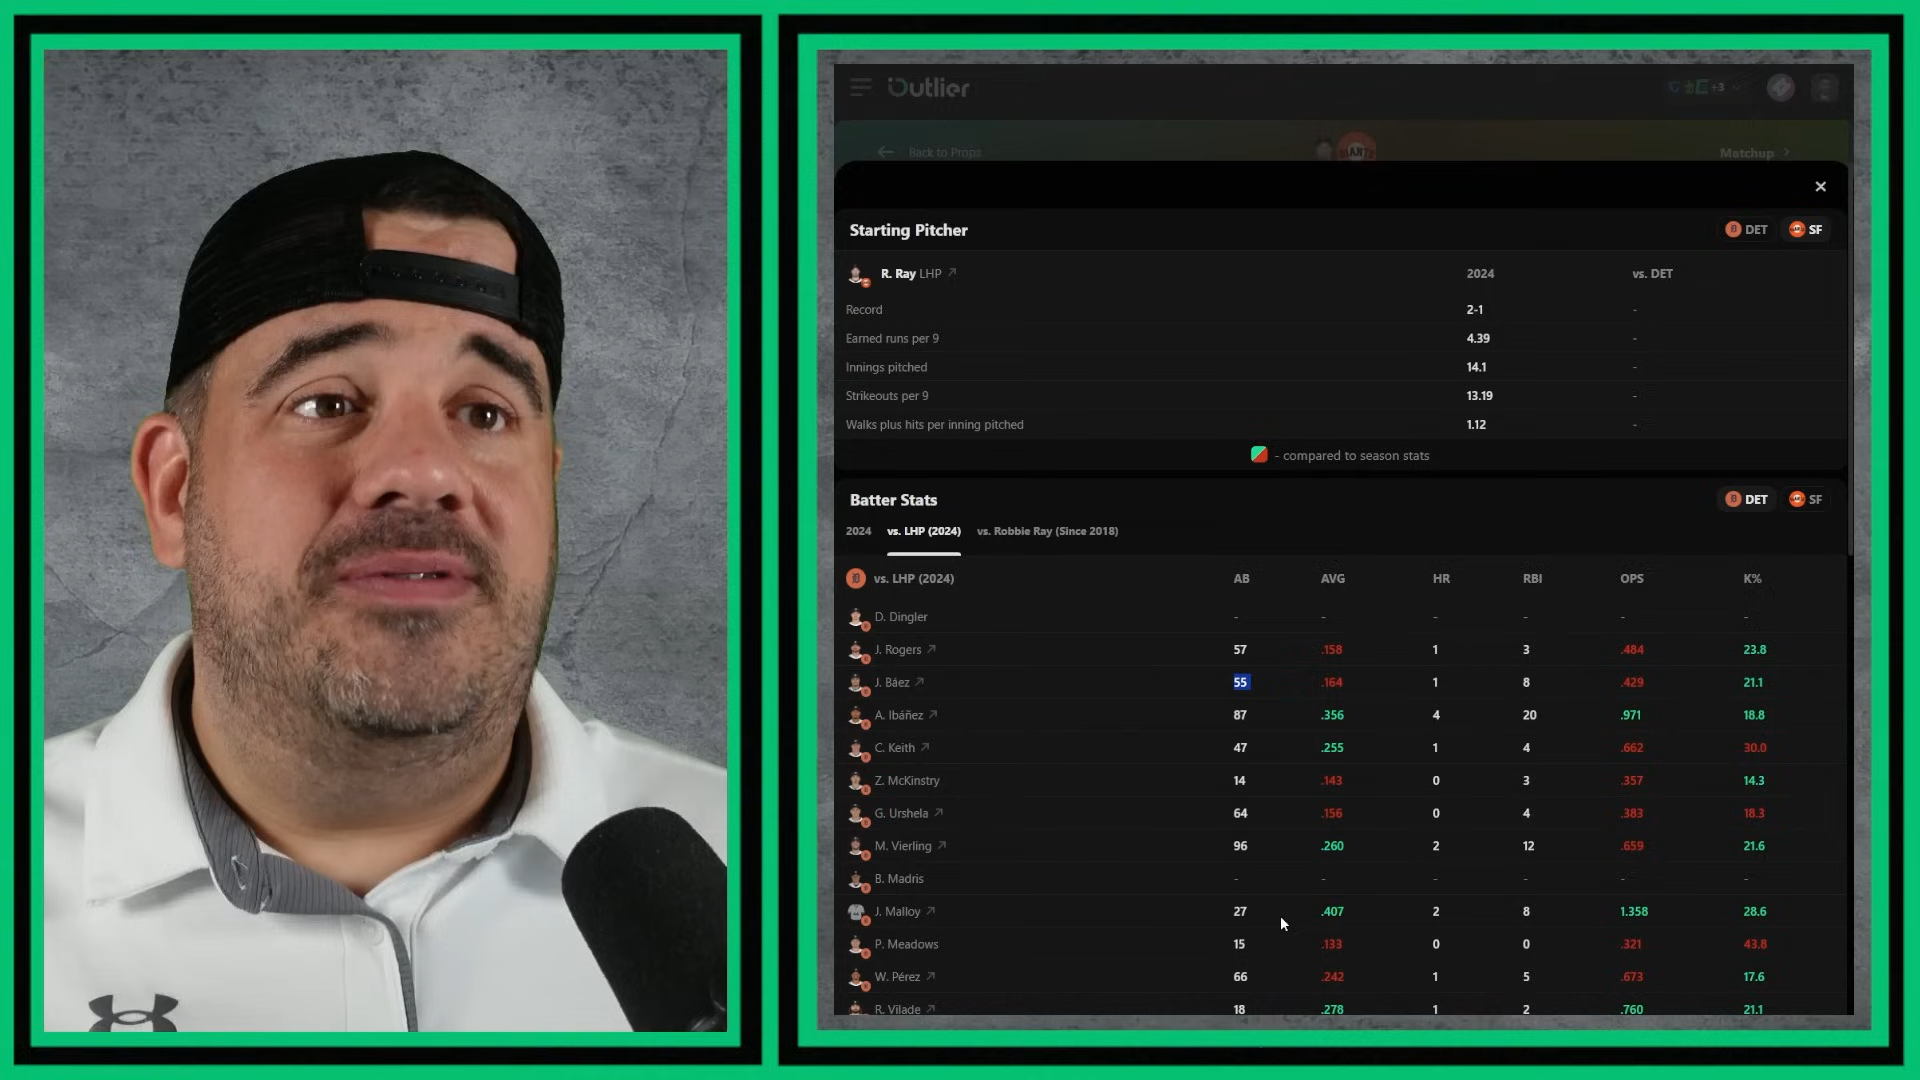 Outlier
+3
Back to Props
GIANTS
Matchup
Starting Pitcher
DET
SF
R. Ray LHP
2024
vs. DET
Record
2-1
-
Earned runs per 9
4.39
-
Innings pitched
14.1
-
Strikeouts per 9
13.19
-
Walks plus hits per inning pitched
1.12
-
- compared to season stats
Batter Stats
DET
SF
2024
vs. LHP (2024)
vs. Robbie Ray (Since 2018)
vs. LHP (2024) AB AVG HR RBI OPS K%
D. Dingler - - - - - -
J. Rogers 57 .158 1 3 .484 23.8
J. Báez 55 .164 1 8 .429 21.1
A. Ibáñez 87 .356 4 20 .971 18.8
C. Keith 47 .255 1 4 .662 30.0
Z. McKinstry 14 .143 0 3 .357 14.3
G. Urshela 64 .156 0 4 .383 18.3
M. Vierling 96 .260 2 12 .659 21.6
B. Madris - - - - - -
J. Malloy 27 .407 2 8 1.358 28.6
P. Meadows 15 .133 0 0 .321 43.8
W. Pérez 66 .242 1 5 .673 17.6
R. Vilade 18 .278 1 2 .760 21.1